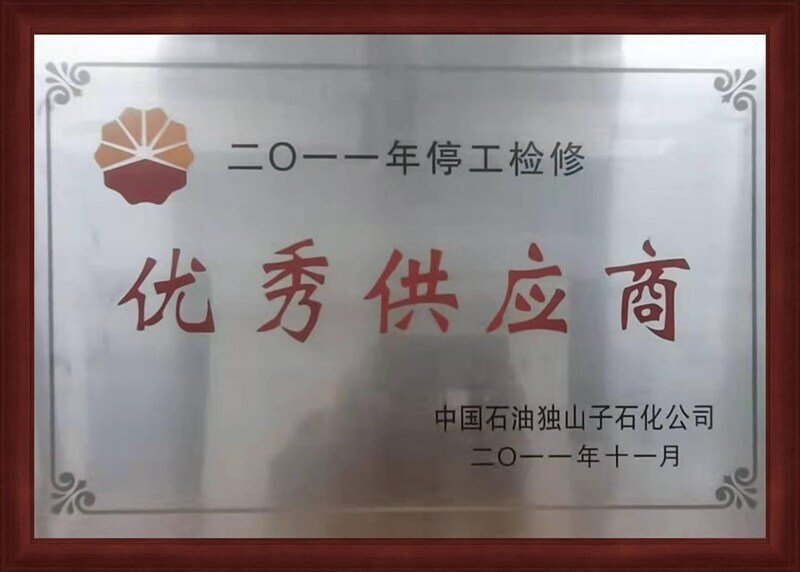 二〇一一年停工检修
优秀供应商
中国石油独山子石化公司
二〇一一年十一月